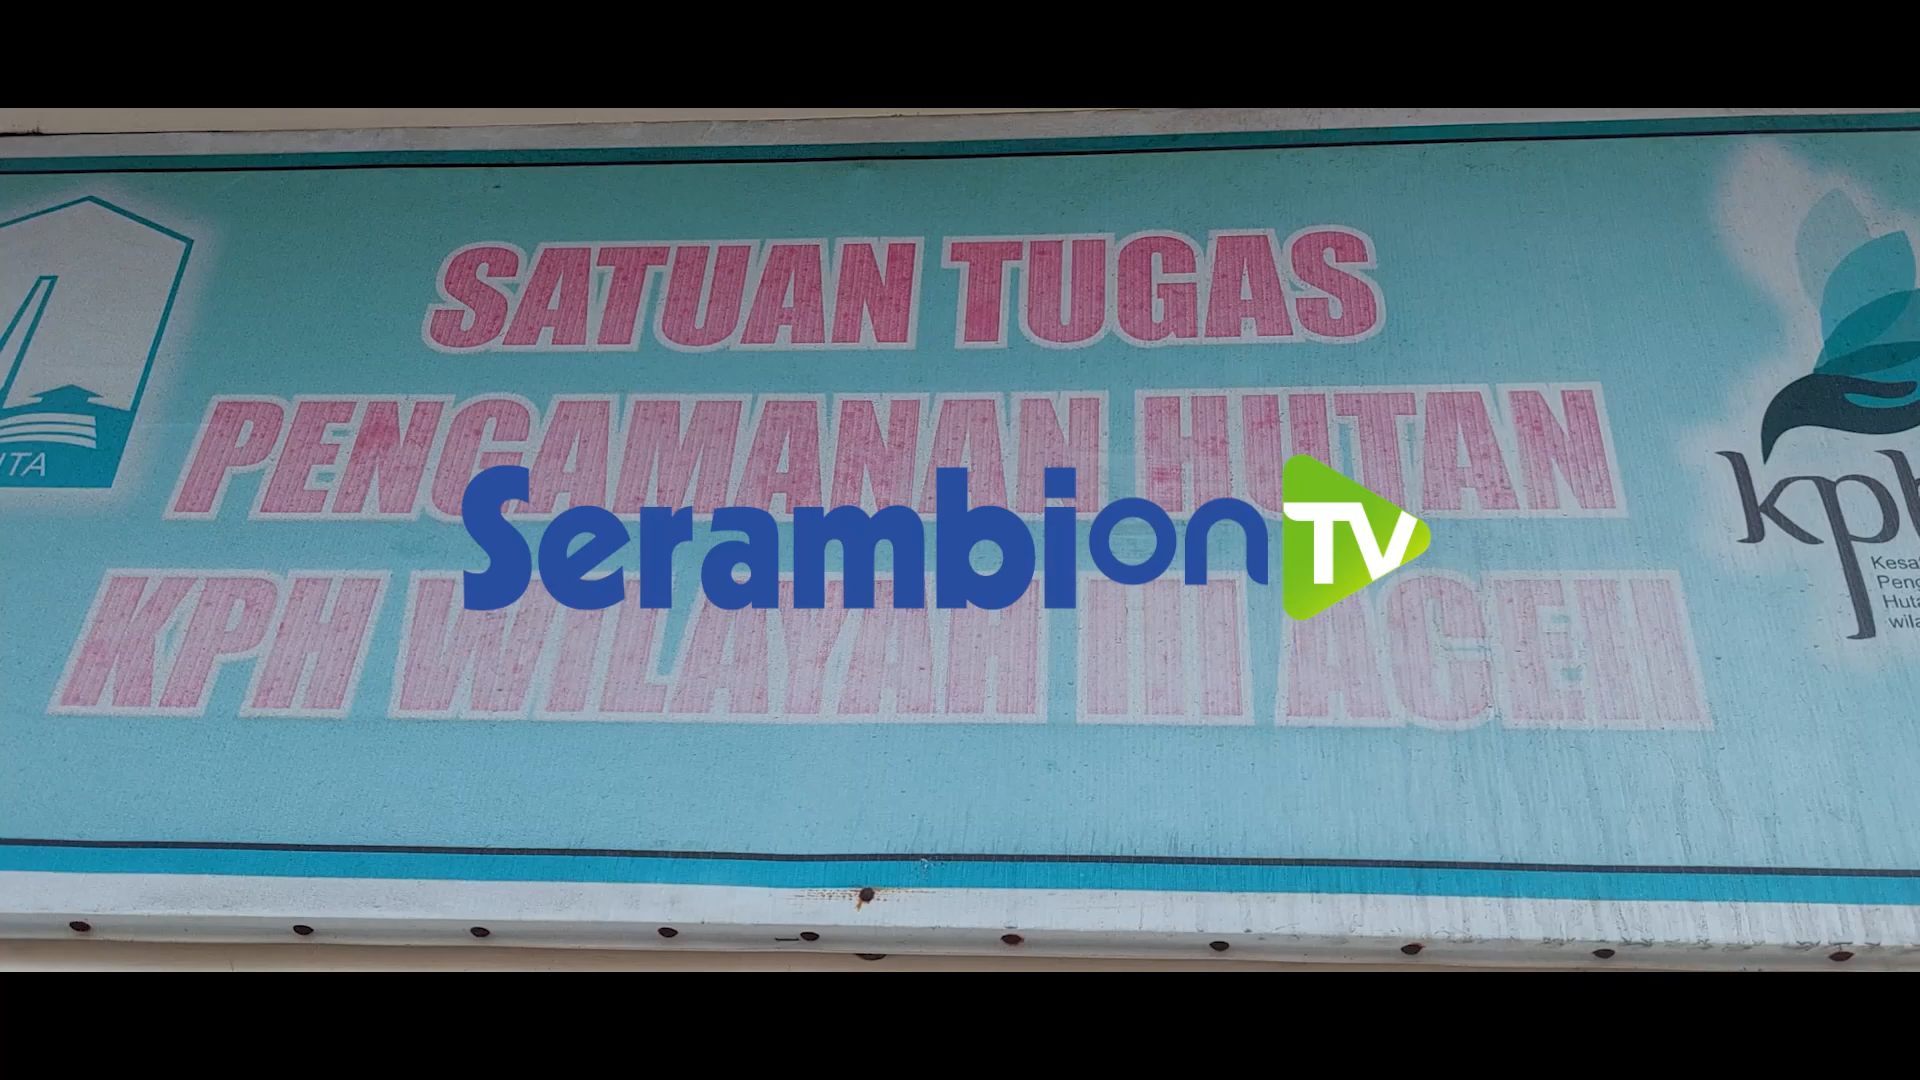 SATUAN TUGAS
PENGAMANAN HUTAN
KPH WILAYAH III ACEH
SerambionTV
kph